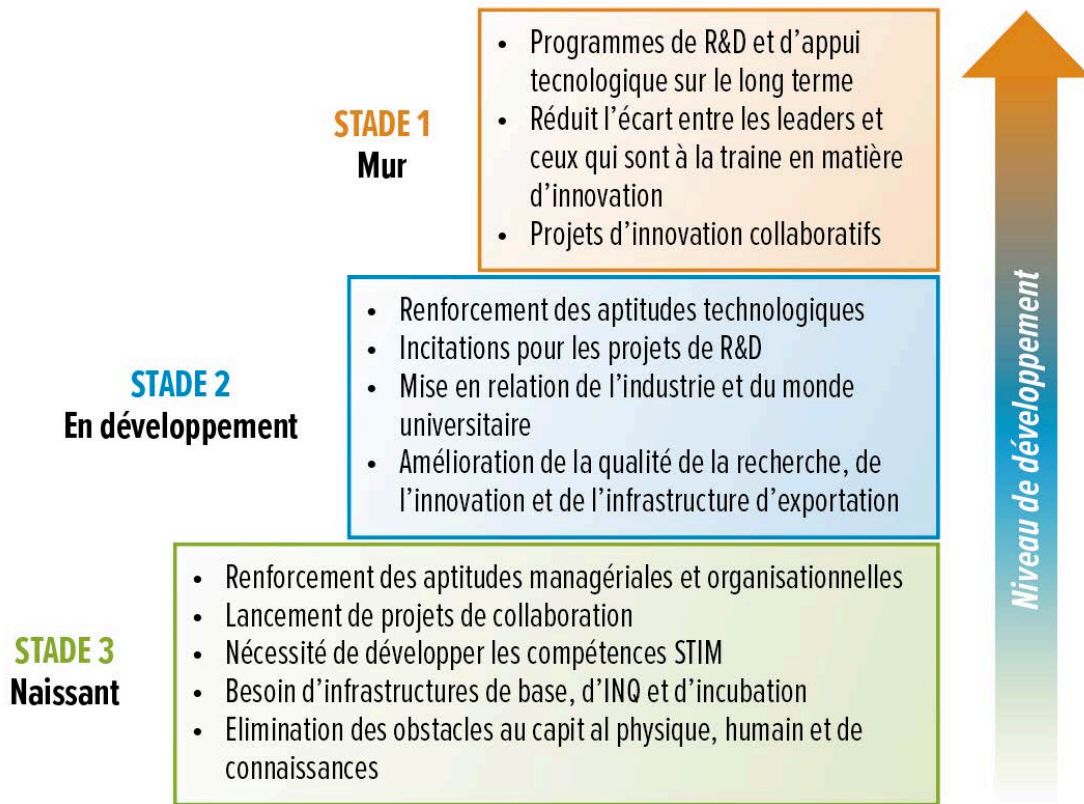 STADE 1
Mur
• Programmes de R&D et d'appui
tecnologique sur le long terme
• Réduit l'écart entre les leaders et
ceux qui sont à la traine en matière
d'innovation
• Projets d'innovation collaboratifs
STADE 2
En développement
• Renforcement des aptitudes technologiques
• Incitations pour les projets de R&D
• Mise en relation de l'industrie et du monde
universitaire
• Amélioration de la qualité de la recherche, de
l'innovation et de l'infrastructure d'exportation
STADE 3
Naissant
• Renforcement des aptitudes managériales et organisationnelles
• Lancement de projets de collaboration
• Nécessité de développer les compétences STIM
• Besoin d'infrastructures de base, d'INQ et d'incubation
• Elimination des obstacles au capit al physique, humain et de
connaissances
Niveau de développement